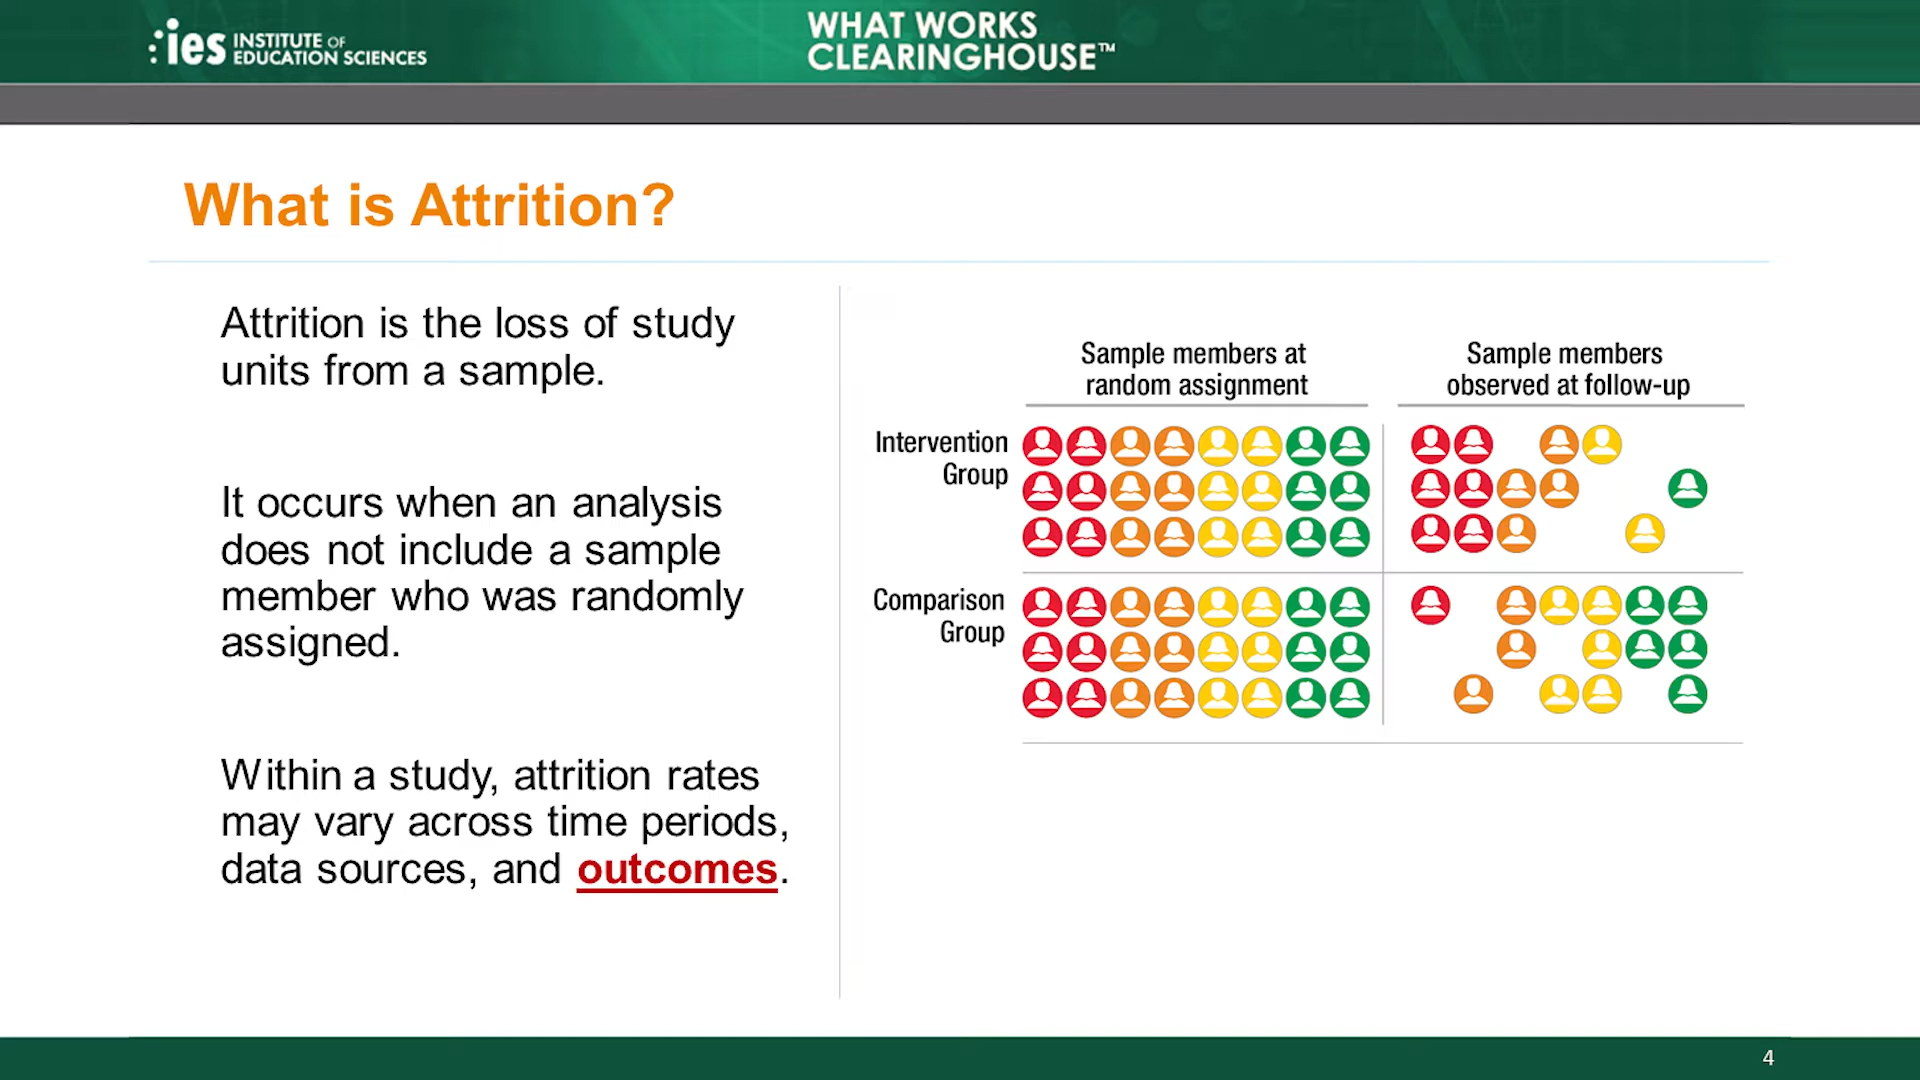 ies INSTITUTE OF
EDUCATION SCIENCES
WHAT WORKS
CLEARINGHOUSE™
What is Attrition?
Attrition is the loss of study
units from a sample.
It occurs when an analysis
does not include a sample
member who was randomly
assigned.
Within a study, attrition rates
may vary across time periods,
data sources, and outcomes.
Sample members at
random assignment
Sample members
observed at follow-up
Intervention
Group
Comparison
Group
4